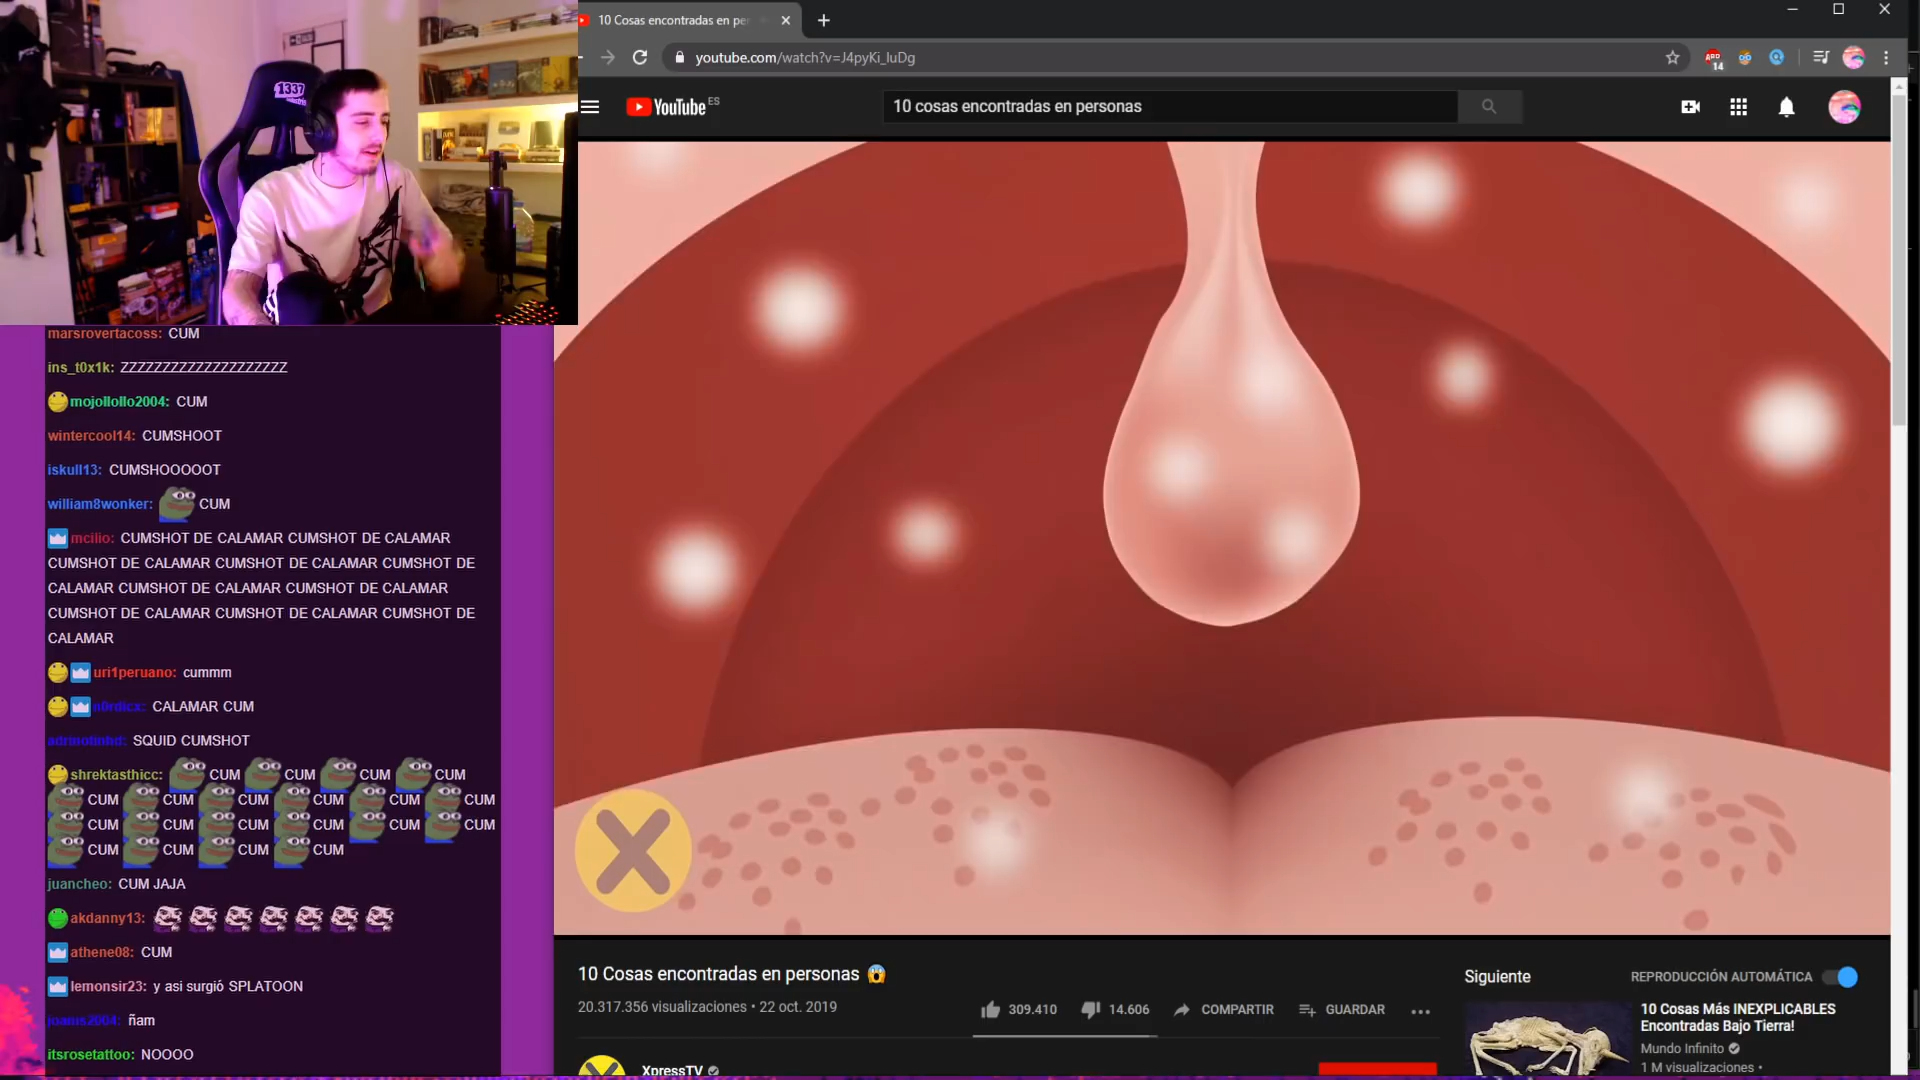 1337
10 Cosas encontradas en per
youtube.com/watch?v=J4pyKi_luDg
14
YouTube ES
10 cosas encontradas en personas
marsrovertacoss: CUM
ins_t0x1k: ZZZZZZZZZZZZZZZZZZZZ
mojollollo2004: CUM
wintercool14: CUMSHOOT
iskull13: CUMSHOOOOOT
william8wonker: CUM
mcilio: CUMSHOT DE CALAMAR CUMSHOT DE CALAMAR
CUMSHOT DE CALAMAR CUMSHOT DE CALAMAR CUMSHOT DE
CALAMAR CUMSHOT DE CALAMAR CUMSHOT DE CALAMAR
CUMSHOT DE CALAMAR CUMSHOT DE CALAMAR CUMSHOT DE
CALAMAR
uri1peruano: cummm
n0rdicx: CALAMAR CUM
SQUID CUMSHOT
shrektasthicc: CUM CUM CUM CUM
CUM CUM CUM CUM CUM CUM
CUM CUM CUM CUM CUM CUM
CUM CUM CUM CUM
juancheo: CUM JAJA
akdanny13:
athene08: CUM
lemonsir23: y asi surgió SPLATOON
joams2004: ñam
itsrosetattoo: NOOOO
10 Cosas encontradas en personas
20.317.356 visualizaciones • 22 oct. 2019
309.410
14.606
COMPARTIR
GUARDAR
XpressTV
Siguiente
REPRODUCCIÓN AUTOMÁTICA
10 Cosas Más INEXPLICABLES
Encontradas Bajo Tierra!
Mundo Infinito
1 M visualizaciones •